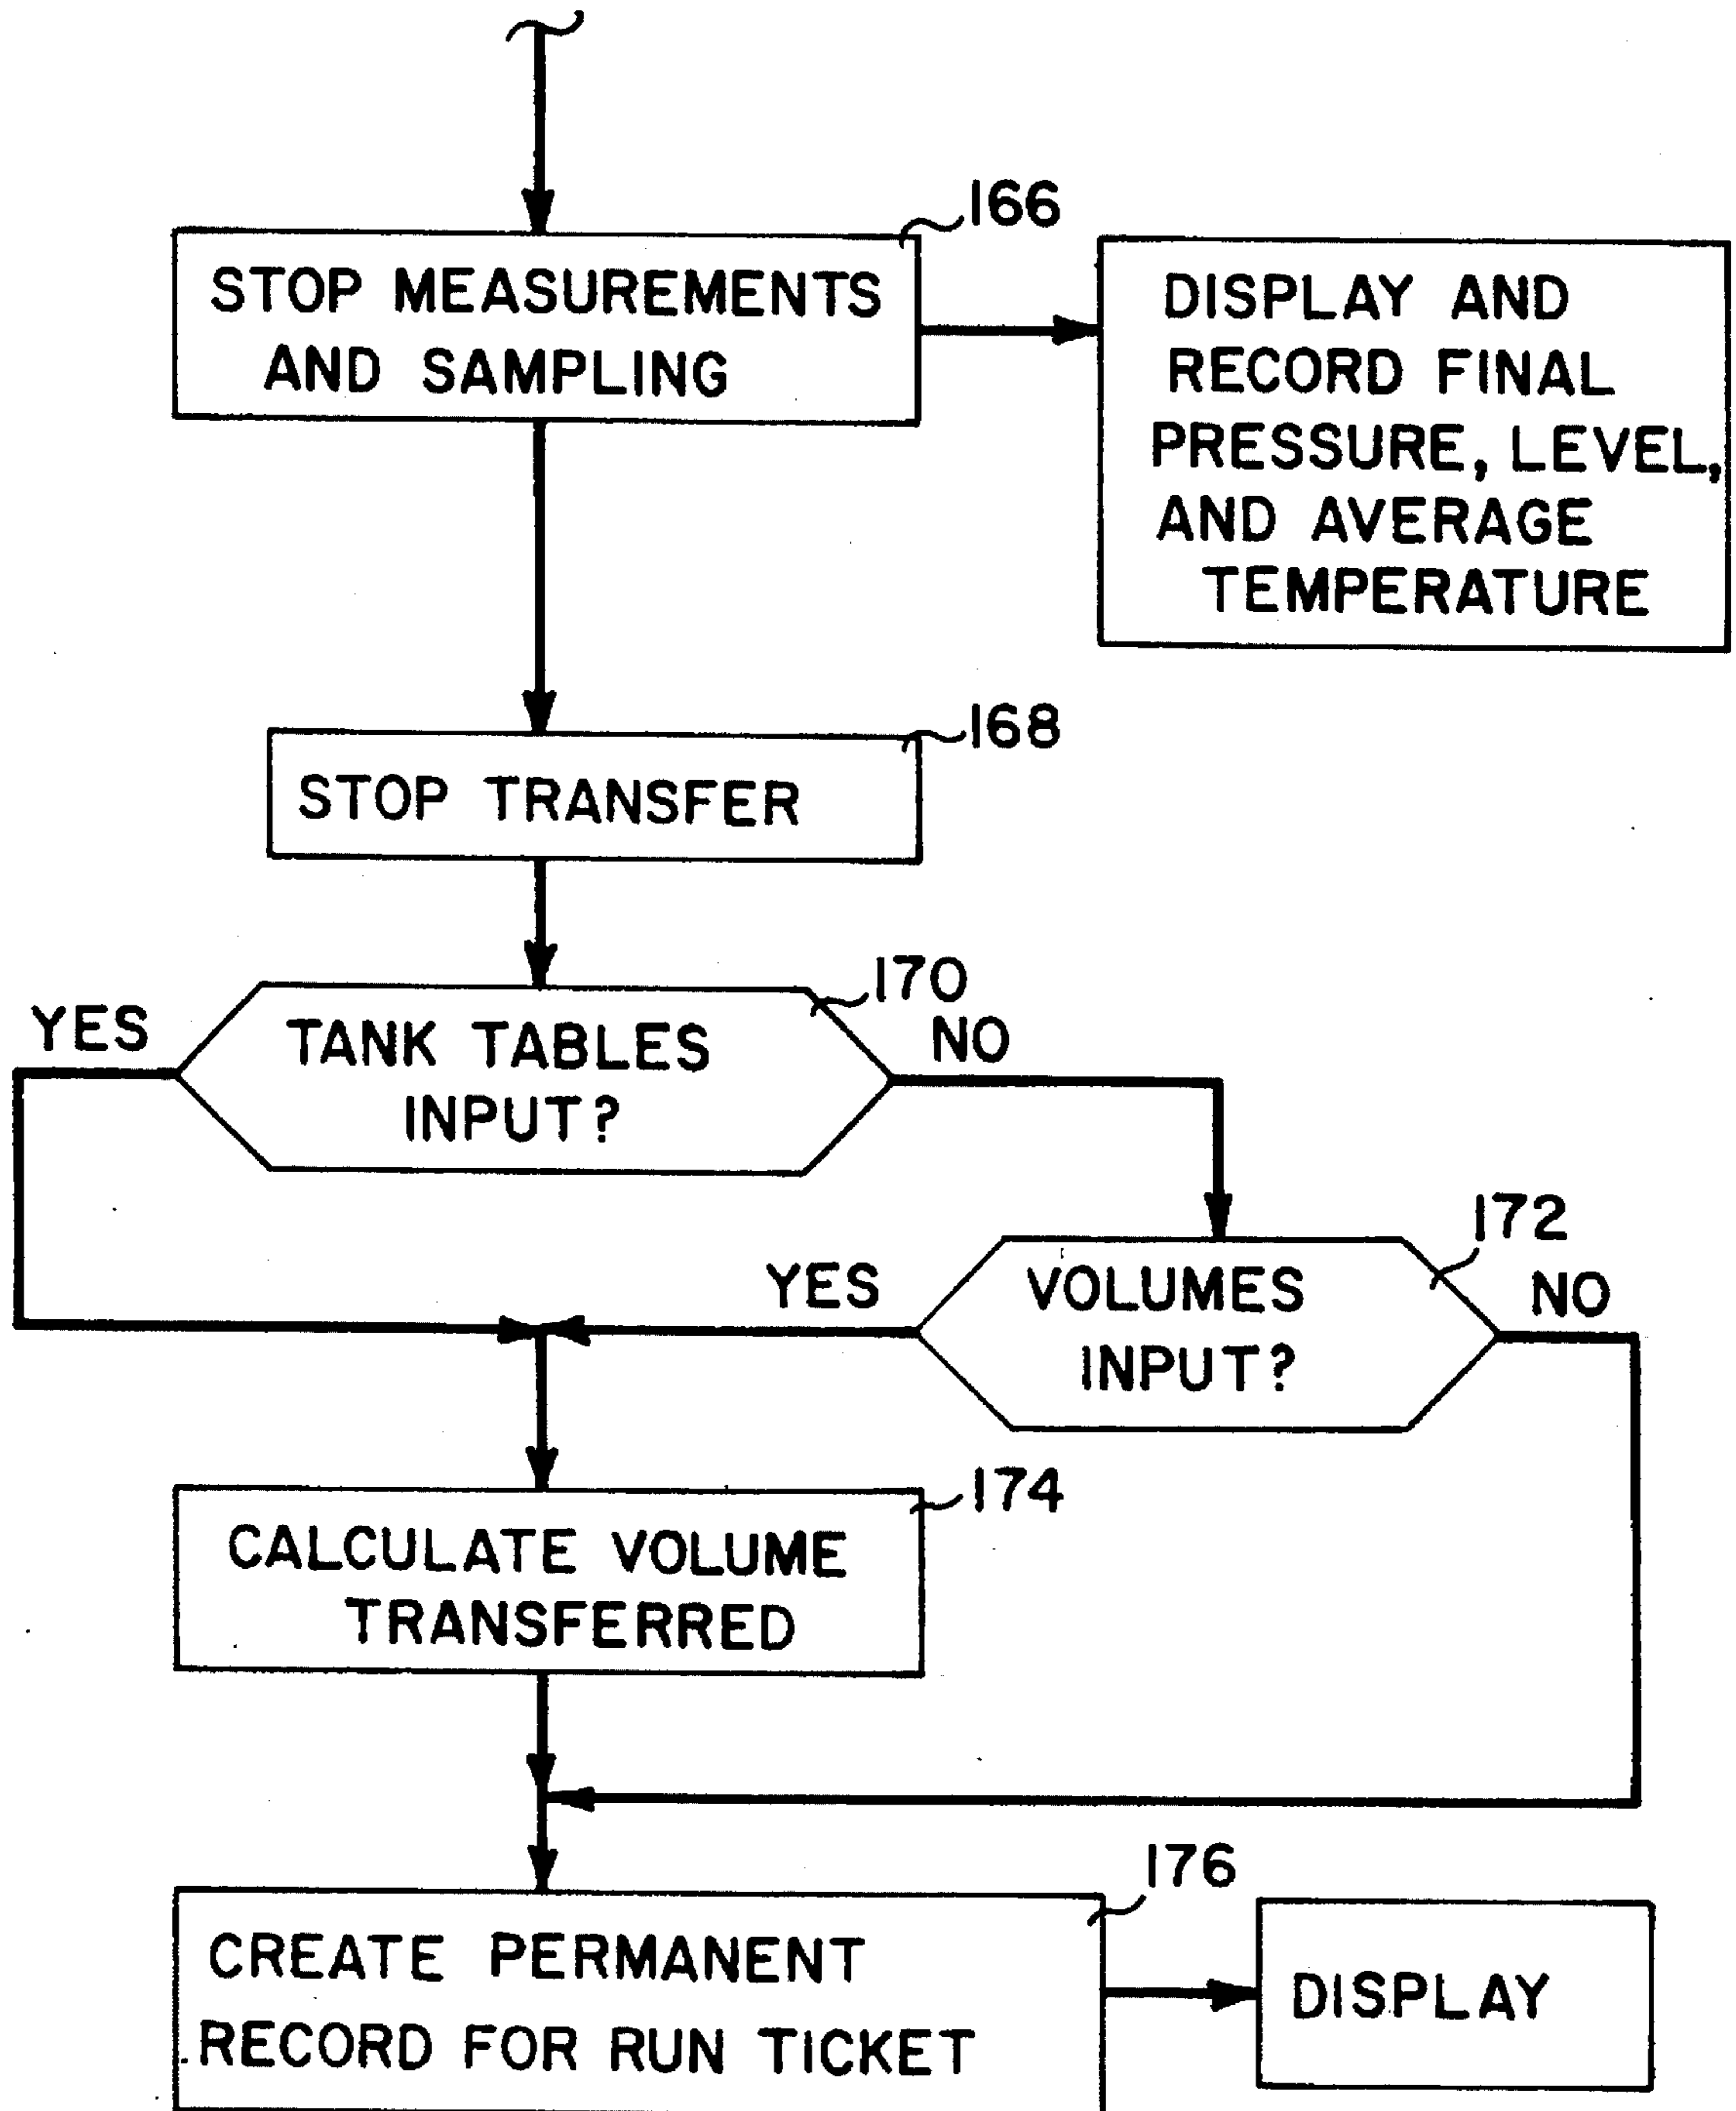 166
STOP MEASUREMENTS
AND SAMPLING
DISPLAY AND
RECORD FINAL
PRESSURE, LEVEL,
AND AVERAGE
TEMPERATURE
168
STOP TRANSFER
170
YES
TANK TABLES
INPUT?
NO
172
YES
VOLUMES
INPUT?
NO
174
CALCULATE VOLUME
TRANSFERRED
176
CREATE PERMANENT
RECORD FOR RUN TICKET
DISPLAY